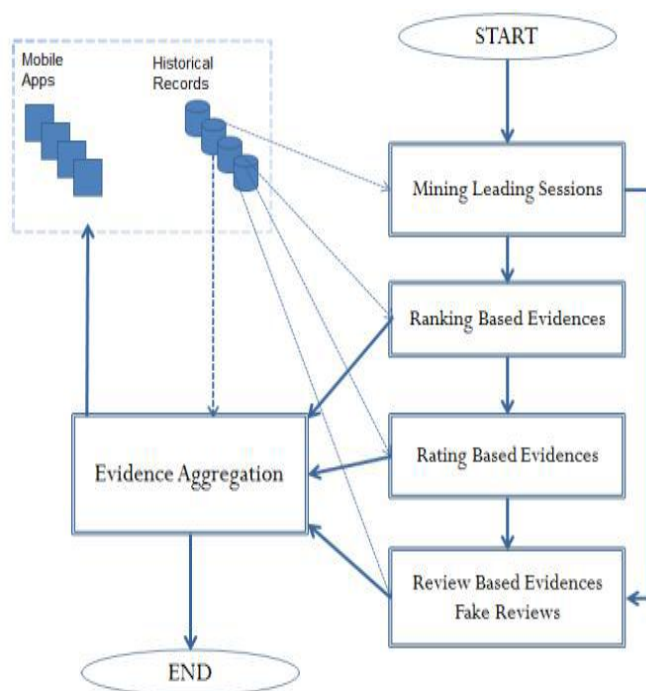 START
Mobile
Apps
Historical
Records
Mining Leading Sessions
Ranking Based Evidences
Rating Based Evidences
Evidence Aggregation
Review Based Evidences
Fake Reviews
END